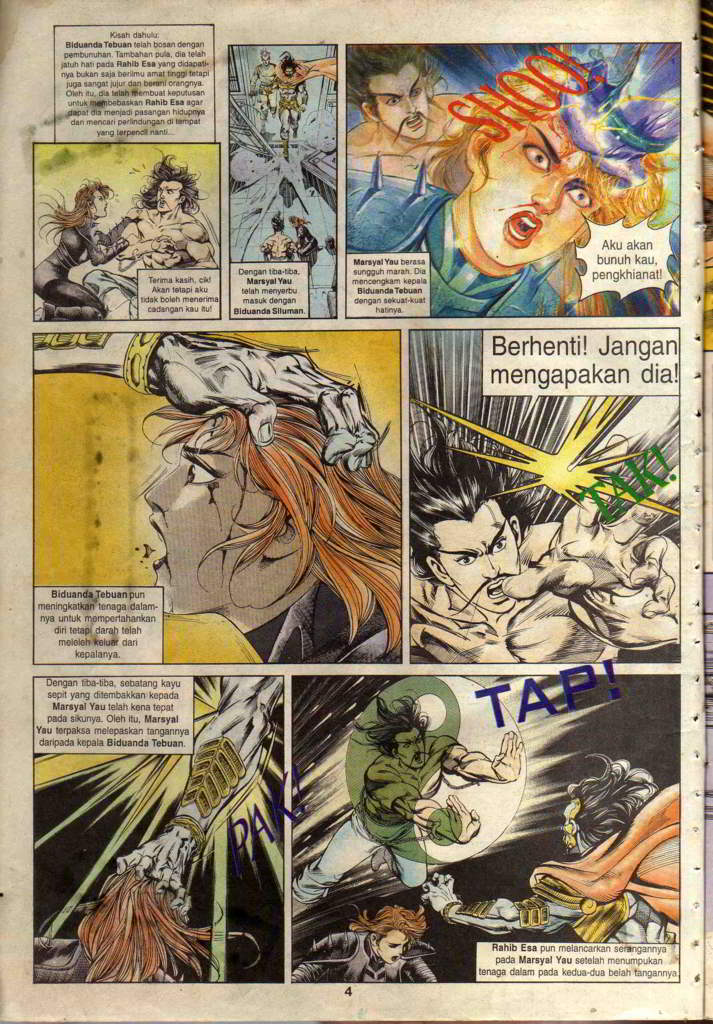 Kisah dahulu:
Biduanda Tebuan telah bosan dengan
pembunuhan. Tambahan pula, dia telah
jatuh hati pada Rahib Esa yang didapati-
nya bukan saja berilmu amat tinggi tetapi
juga sangat jujur dan berani orangnya.
Oleh itu, dia telah membuat keputusan
untuk membebaskan Rahib Esa agar
dapat dia menjadi pasangan hidupnya
dan mencari perlindungan di tempat
yang terpencil nanti...
Terima kasih, cik!
Akan tetapi aku
tidak boleh menerima
cadangan kau itu!
Dengan tiba-tiba,
Marsyal Yau
telah menyerbu
masuk dengan
Biduanda Siluman.
SHOO!
Marsyal Yau berasa
sungguh marah. Dia
mencengkam kepala
Biduanda Tebuan
dengan sekuat-kuat
hatinya.
Aku akan
bunuh kau,
pengkhianat!
Biduanda Tebuan pun
meningkatkan tenaga dalam-
nya untuk mempertahankan
diri tetapi darah telah
meleleh keluar dari
kepalanya.
Berhenti! Jangan
mengapakan dia!
TAK!
Dengan tiba-tiba, sebatang kayu
sepit yang ditembakkan kepada
Marsyal Yau telah kena tepat
pada sikunya. Oleh itu, Marsyal
Yau terpaksa melepaskan tangannya
daripada kepala Biduanda Tebuan.
PAK!
TAP!
Rahib Esa pun melancarkan serangannya
pada Marsyal Yau setelah menumpukan
tenaga dalam pada kedua-dua belah tangannya.
4